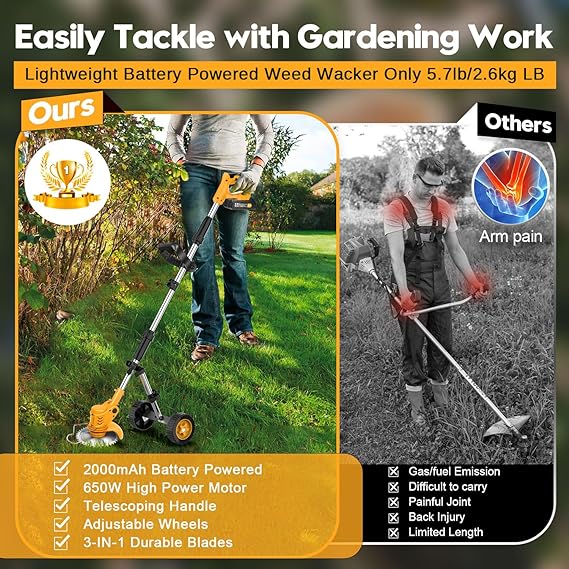 Easily Tackle with Gardening Work
Lightweight Battery Powered Weed Wacker Only 5.7lb/2.6kg LB
Ours
Others
1
Arm pain
2000mAh Battery Powered
650W High Power Motor
Telescoping Handle
Adjustable Wheels
3-IN-1 Durable Blades
Gas/fuel Emission
Difficult to carry
Painful Joint
Back Injury
Limited Length